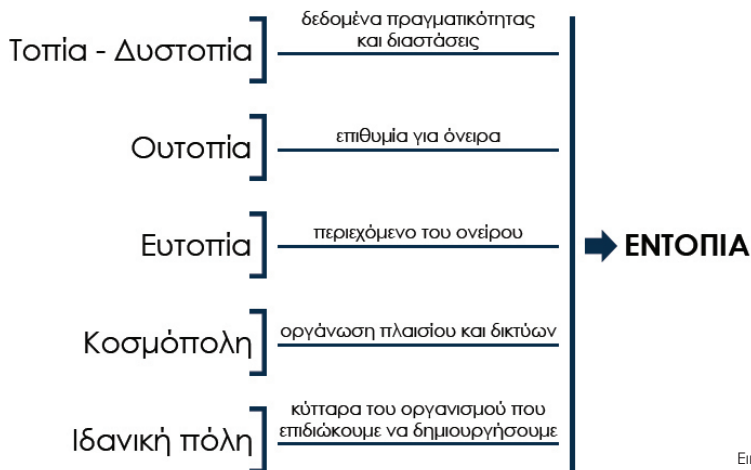 δεδομένα πραγματικότητας
και διαστάσεις
Τοπία - Δυστοπία
Ουτοπία
επιθυμία για όνειρα
Ευτοπία
περιεχόμενο του ονείρου
ΕΝΤΟΠΙΑ
Κοσμόπολη
οργάνωση πλαισίου και δικτύων
κύτταρα του οργανισμού που
επιδιώκουμε να δημιουργήσουμε
Ιδανική πόλη